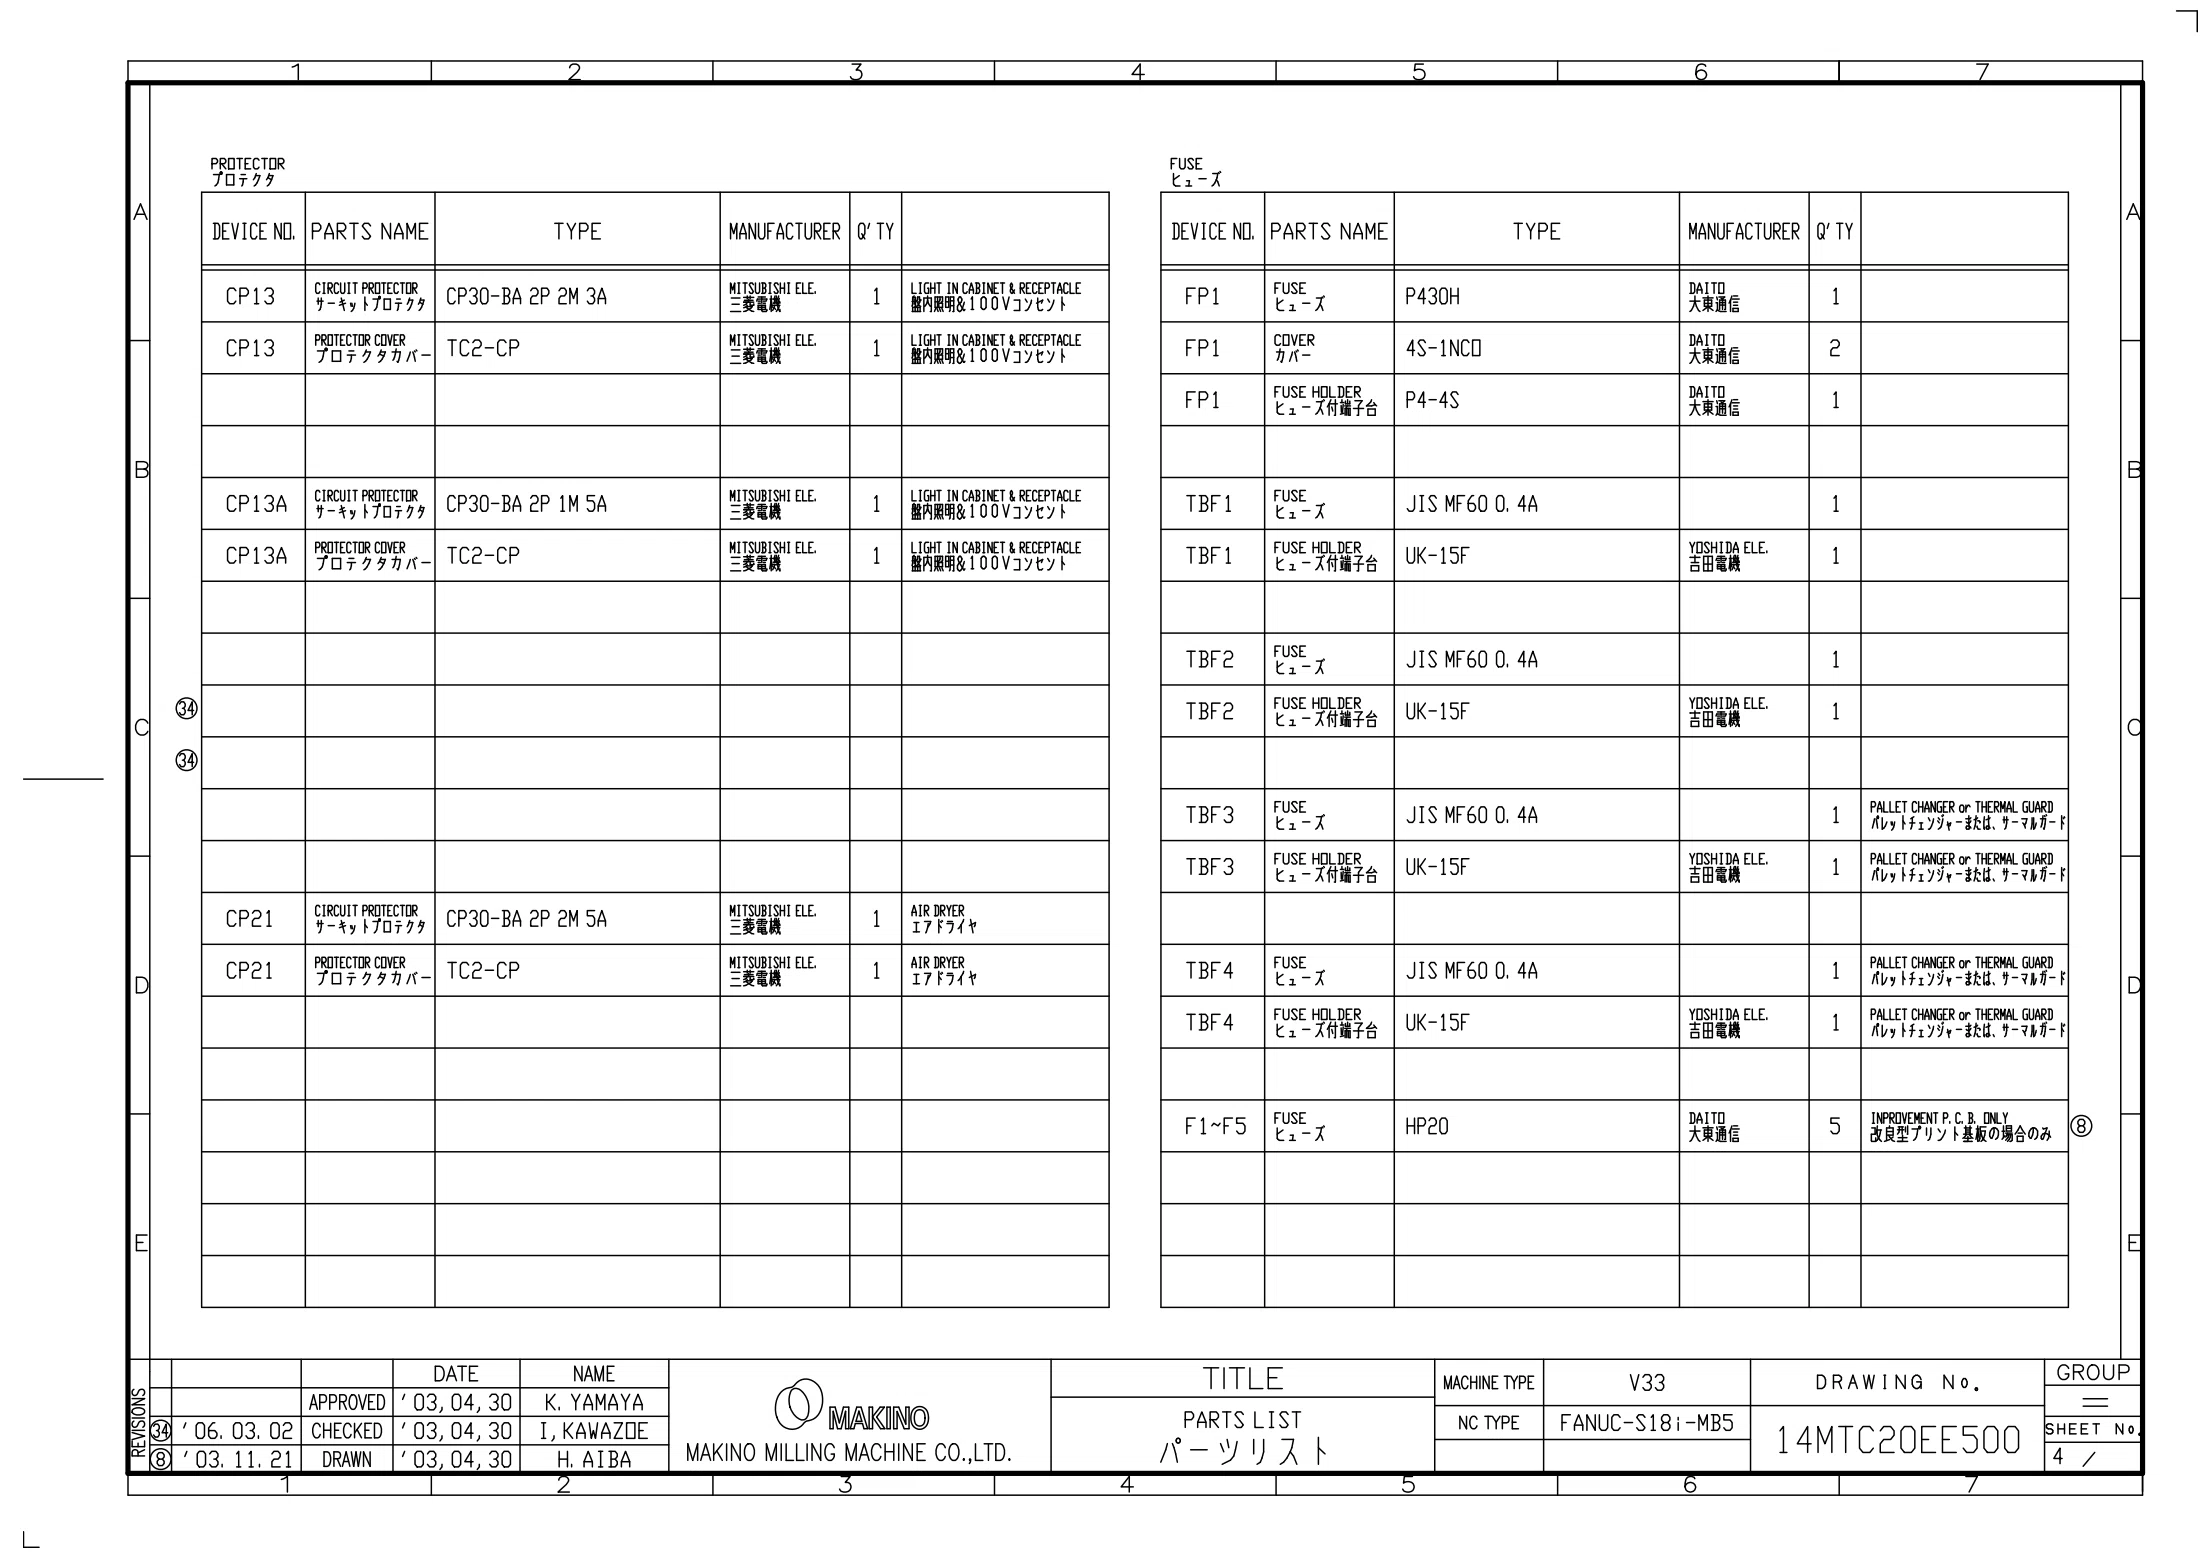 1 2 3 4 5 6 7
A
B
C
D
E
PROTECTOR
プロテクタ
DEVICE NO. PARTS NAME TYPE MANUFACTURER Q'TY
CP13 CIRCUIT PROTECTOR CP30-BA 2P 2M 3A MITSUBISHI ELE. 1 LIGHT IN CABINET & RECEPTACLE
サーキットプロテクタ 三菱電機 盤内照明&100Vコンセント
CP13 PROTECTOR COVER TC2-CP MITSUBISHI ELE. 1 LIGHT IN CABINET & RECEPTACLE
プロテクタカバー 三菱電機 盤内照明&100Vコンセント
CP13A CIRCUIT PROTECTOR CP30-BA 2P 1M 5A MITSUBISHI ELE. 1 LIGHT IN CABINET & RECEPTACLE
サーキットプロテクタ 三菱電機 盤内照明&100Vコンセント
CP13A PROTECTOR COVER TC2-CP MITSUBISHI ELE. 1 LIGHT IN CABINET & RECEPTACLE
プロテクタカバー 三菱電機 盤内照明&100Vコンセント
34
34
CP21 CIRCUIT PROTECTOR CP30-BA 2P 2M 5A MITSUBISHI ELE. 1 AIR DRYER
サーキットプロテクタ 三菱電機 エアドライヤ
CP21 PROTECTOR COVER TC2-CP MITSUBISHI ELE. 1 AIR DRYER
プロテクタカバー 三菱電機 エアドライヤ
FUSE
ヒューズ
DEVICE NO. PARTS NAME TYPE MANUFACTURER Q'TY
FP1 FUSE P430H DAITO 1
ヒューズ 大東通信
FP1 COVER 4S-1NCO DAITO 2
カバー 大東通信
FP1 FUSE HOLDER P4-4S DAITO 1
ヒューズ付端子台 大東通信
TBF1 FUSE JIS MF60 0.4A 1
ヒューズ
TBF1 FUSE HOLDER UK-15F YOSHIDA ELE. 1
ヒューズ付端子台 吉田電機
TBF2 FUSE JIS MF60 0.4A 1
ヒューズ
TBF2 FUSE HOLDER UK-15F YOSHIDA ELE. 1
ヒューズ付端子台 吉田電機
TBF3 FUSE JIS MF60 0.4A 1 PALLET CHANGER or THERMAL GUARD
ヒューズ パレットチェンジャーまたは、サーマルガード
TBF3 FUSE HOLDER UK-15F YOSHIDA ELE. 1 PALLET CHANGER or THERMAL GUARD
ヒューズ付端子台 吉田電機 パレットチェンジャーまたは、サーマルガード
TBF4 FUSE JIS MF60 0.4A 1 PALLET CHANGER or THERMAL GUARD
ヒューズ パレットチェンジャーまたは、サーマルガード
TBF4 FUSE HOLDER UK-15F YOSHIDA ELE. 1 PALLET CHANGER or THERMAL GUARD
ヒューズ付端子台 吉田電機 パレットチェンジャーまたは、サーマルガード
F1~F5 FUSE HP20 DAITO 5 INPROVEMENT P.C.B. ONLY 8
ヒューズ 大東通信 改良型プリント基板の場合のみ
A
B
C
D
E
REVISIONS
DATE NAME
APPROVED '03,04,30 K. YAMAYA
34 '06.03.02 CHECKED '03,04,30 I,KAWAZOE
8 '03.11.21 DRAWN '03,04,30 H. AIBA
MAKINO
MAKINO MILLING MACHINE CO.,LTD.
TITLE
PARTS LIST
パーツリスト
MACHINE TYPE V33
NC TYPE FANUC-S18i-MB5
DRAWING No.
14MTC20EE500
GROUP
=
SHEET No.
4 /
1 2 3 4 5 6 7